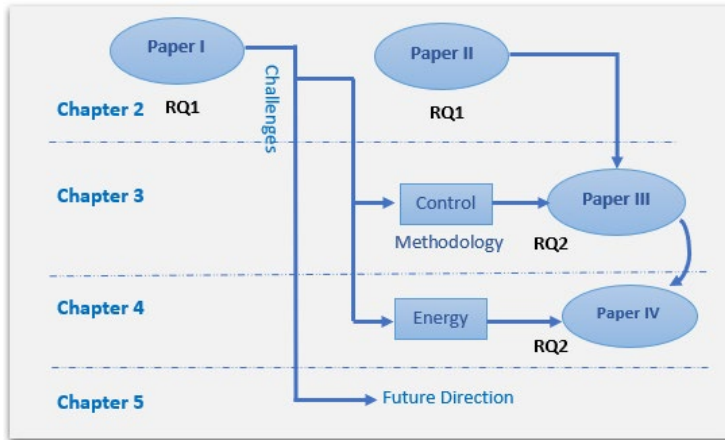 Paper I
Paper II
Challenges
Chapter 2
RQ1
RQ1
Chapter 3
Control
Paper III
Methodology
RQ2
Chapter 4
Energy
Paper IV
RQ2
Future Direction
Chapter 5